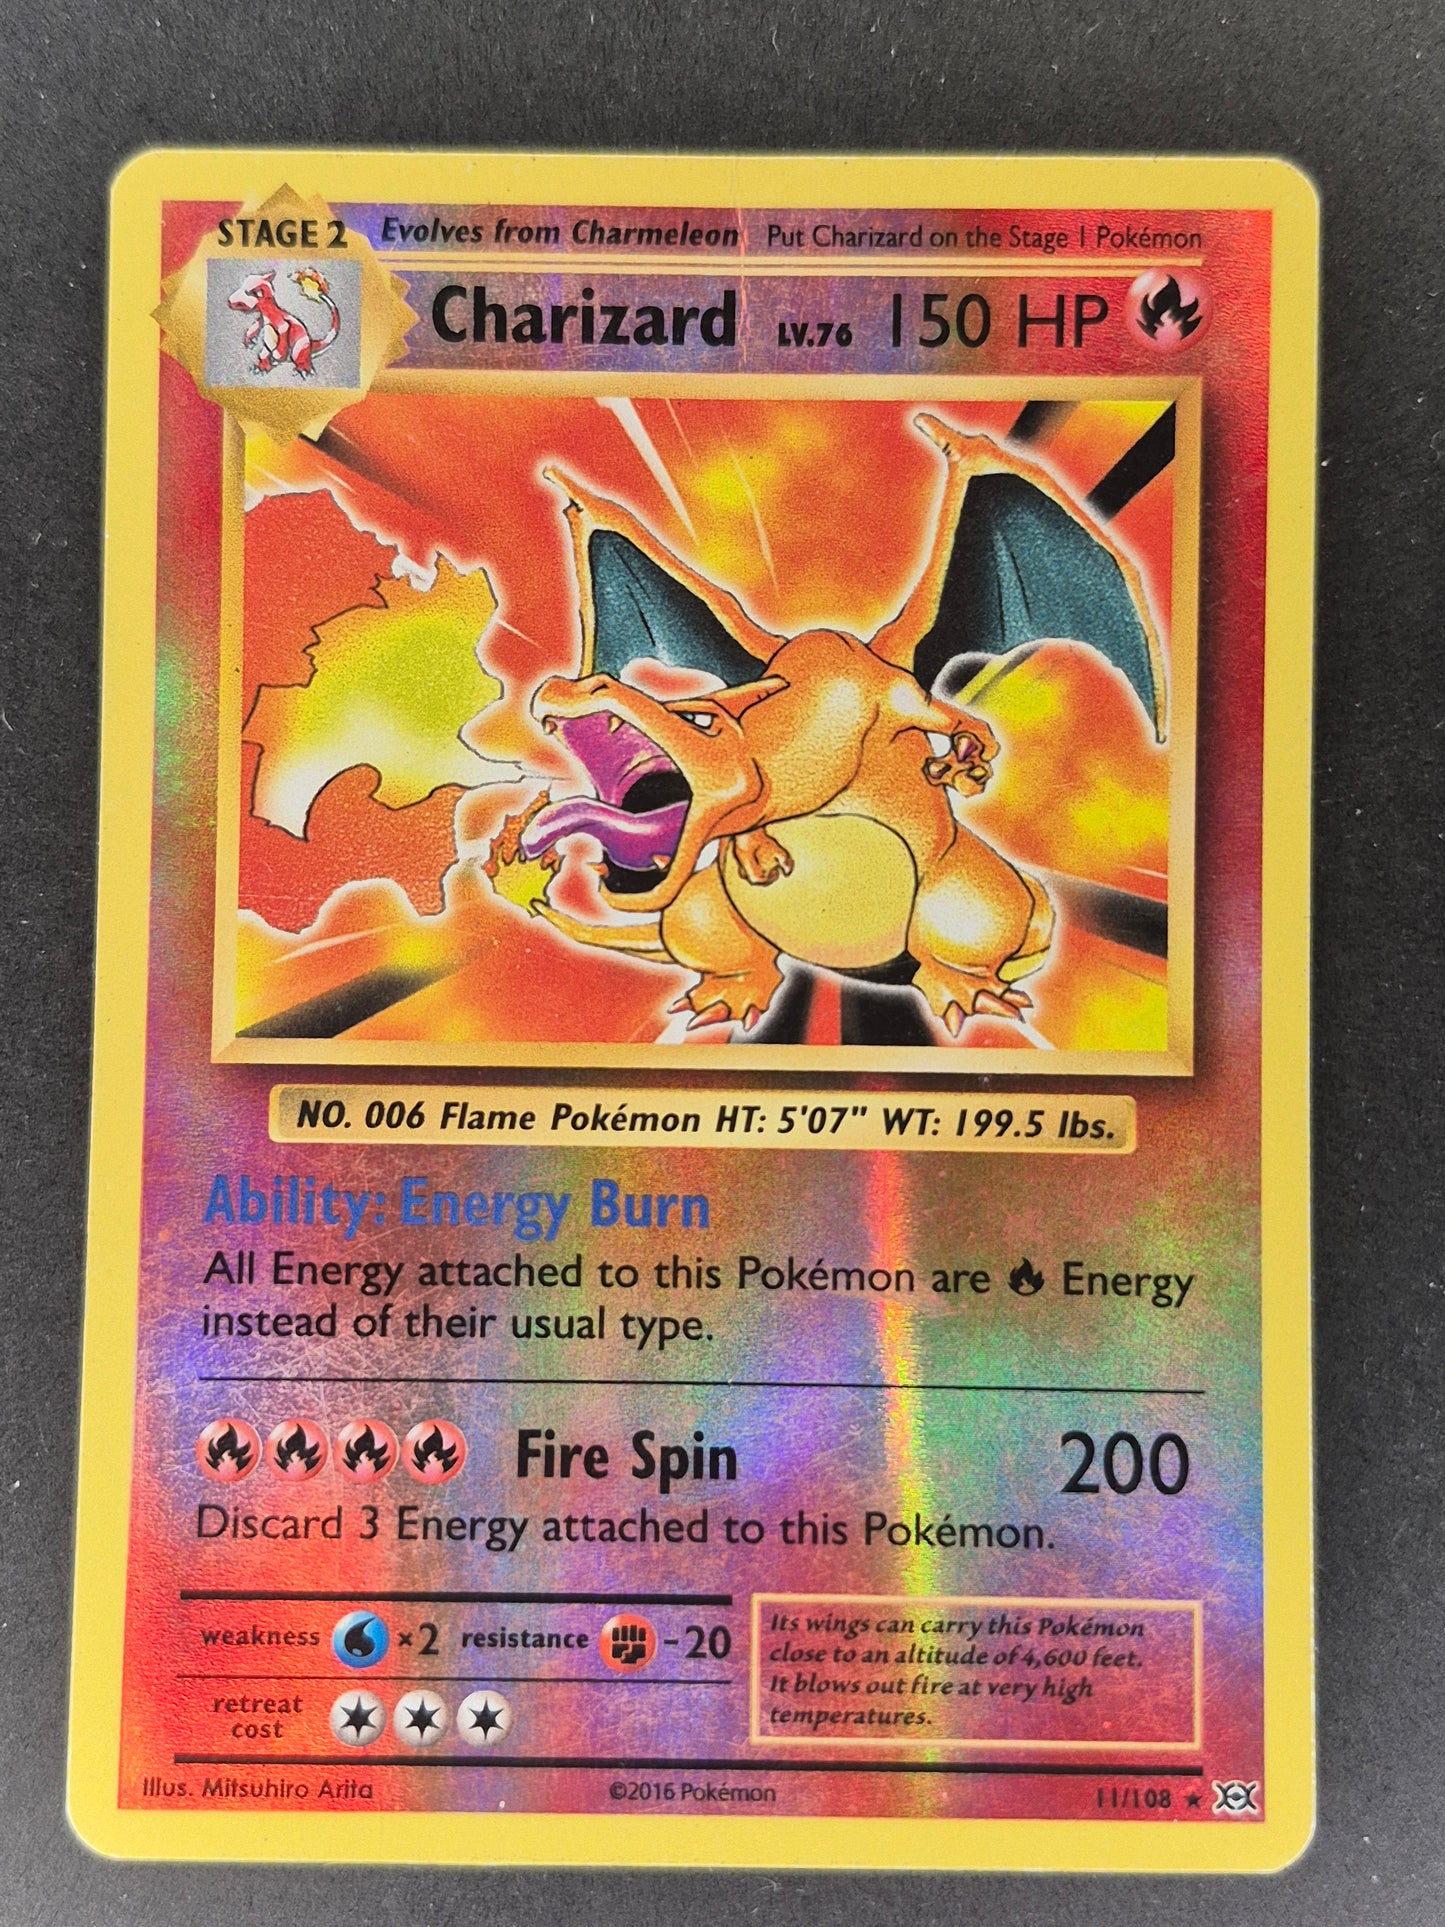 STAGE 2 Evolves from Charmeleon Put Charizard on the Stage 1 Pokémon
Charizard LV.76 150 HP
NO. 006 Flame Pokémon HT: 5'07" WT: 199.5 lbs.
Ability: Energy Burn
All Energy attached to this Pokémon are Energy
instead of their usual type.
Fire Spin 200
Discard 3 Energy attached to this Pokémon.
weakness ×2 resistance -20
retreat
cost
Its wings can carry this Pokémon
close to an altitude of 4,600 feet.
It blows out fire at very high
temperatures.
Illus. Mitsuhiro Arita ©2016 Pokémon 11/108 ★